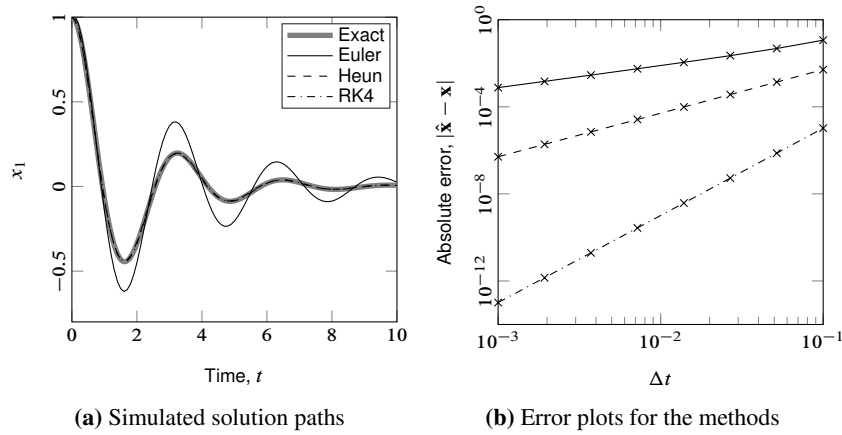 1
0.5
0
−0.5
x₁
0
2
4
6
8
10
Time, t
Exact
Euler
Heun
RK4
(a) Simulated solution paths
10⁰
10⁻⁴
10⁻⁸
10⁻¹²
Absolute error, |x̂ − x|
10⁻³
10⁻²
10⁻¹
Δt
(b) Error plots for the methods